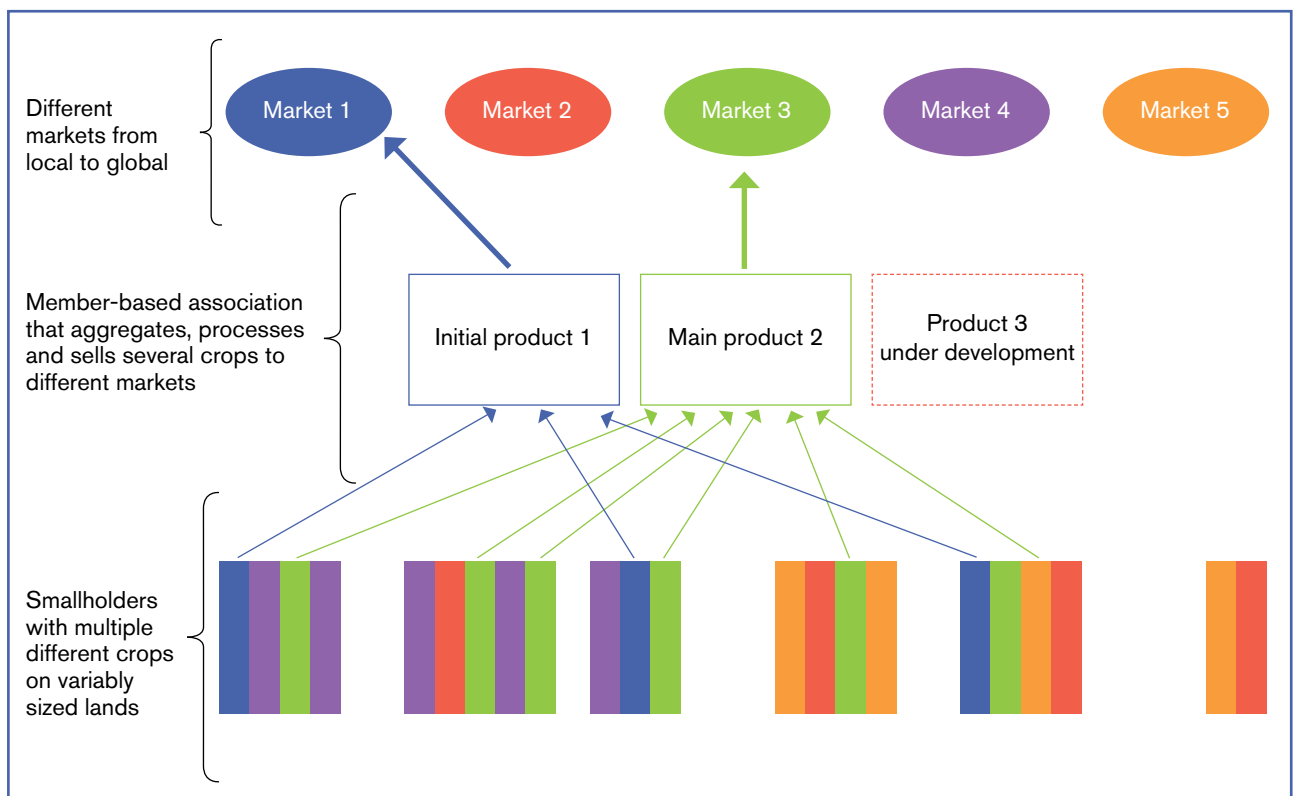 Different
markets from
local to global
Market 1
Market 2
Market 3
Market 4
Market 5
Member-based association
that aggregates, processes
and sells several crops to
different markets
Initial product 1
Main product 2
Product 3
under development
Smallholders
with multiple
different crops
on variably
sized lands